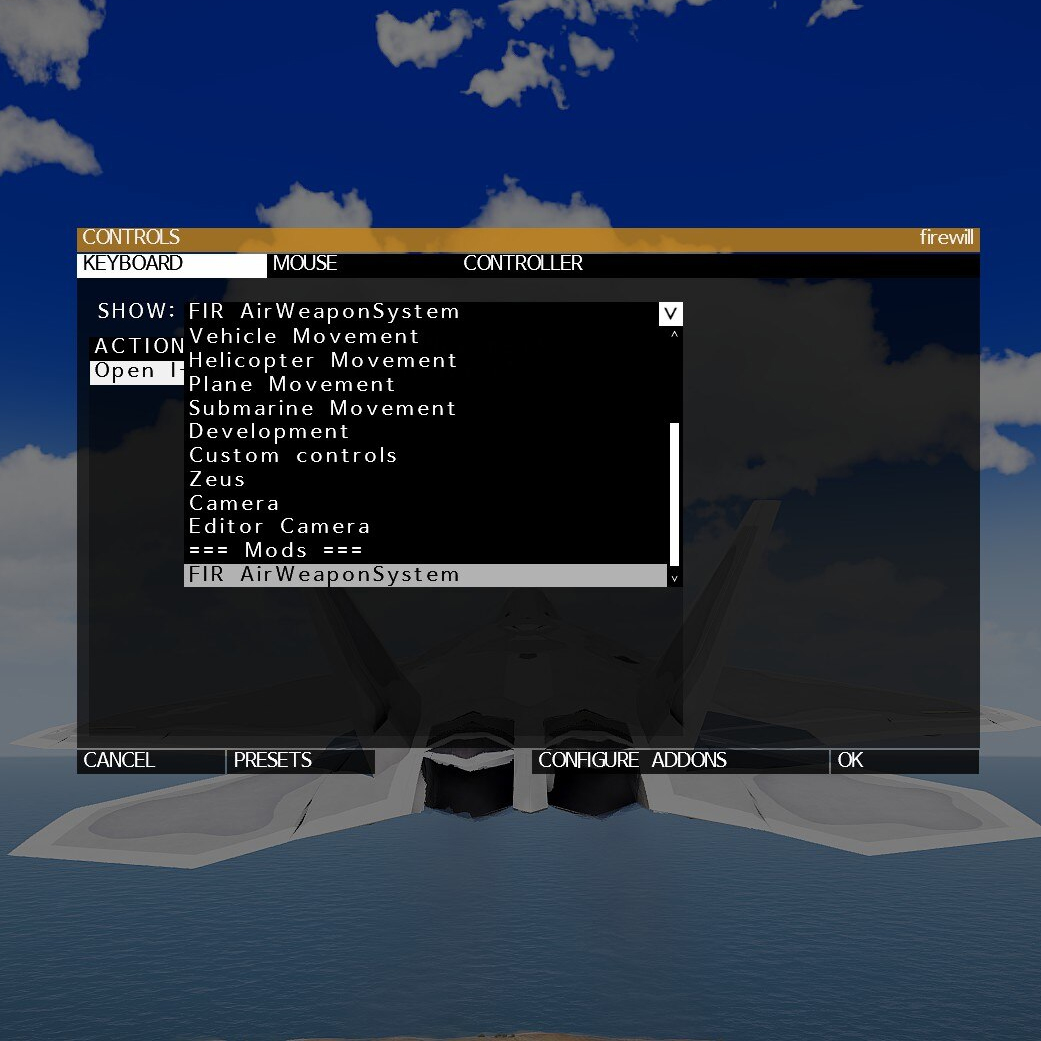 CONTROLS firewill
KEYBOARD MOUSE CONTROLLER
SHOW: FIR AirWeaponSystem V
ACTION
Open
Vehicle Movement
Helicopter Movement
Plane Movement
Submarine Movement
Development
Custom controls
Zeus
Camera
Editor Camera
=== Mods ===
FIR AirWeaponSystem
CANCEL PRESETS CONFIGURE ADDONS OK